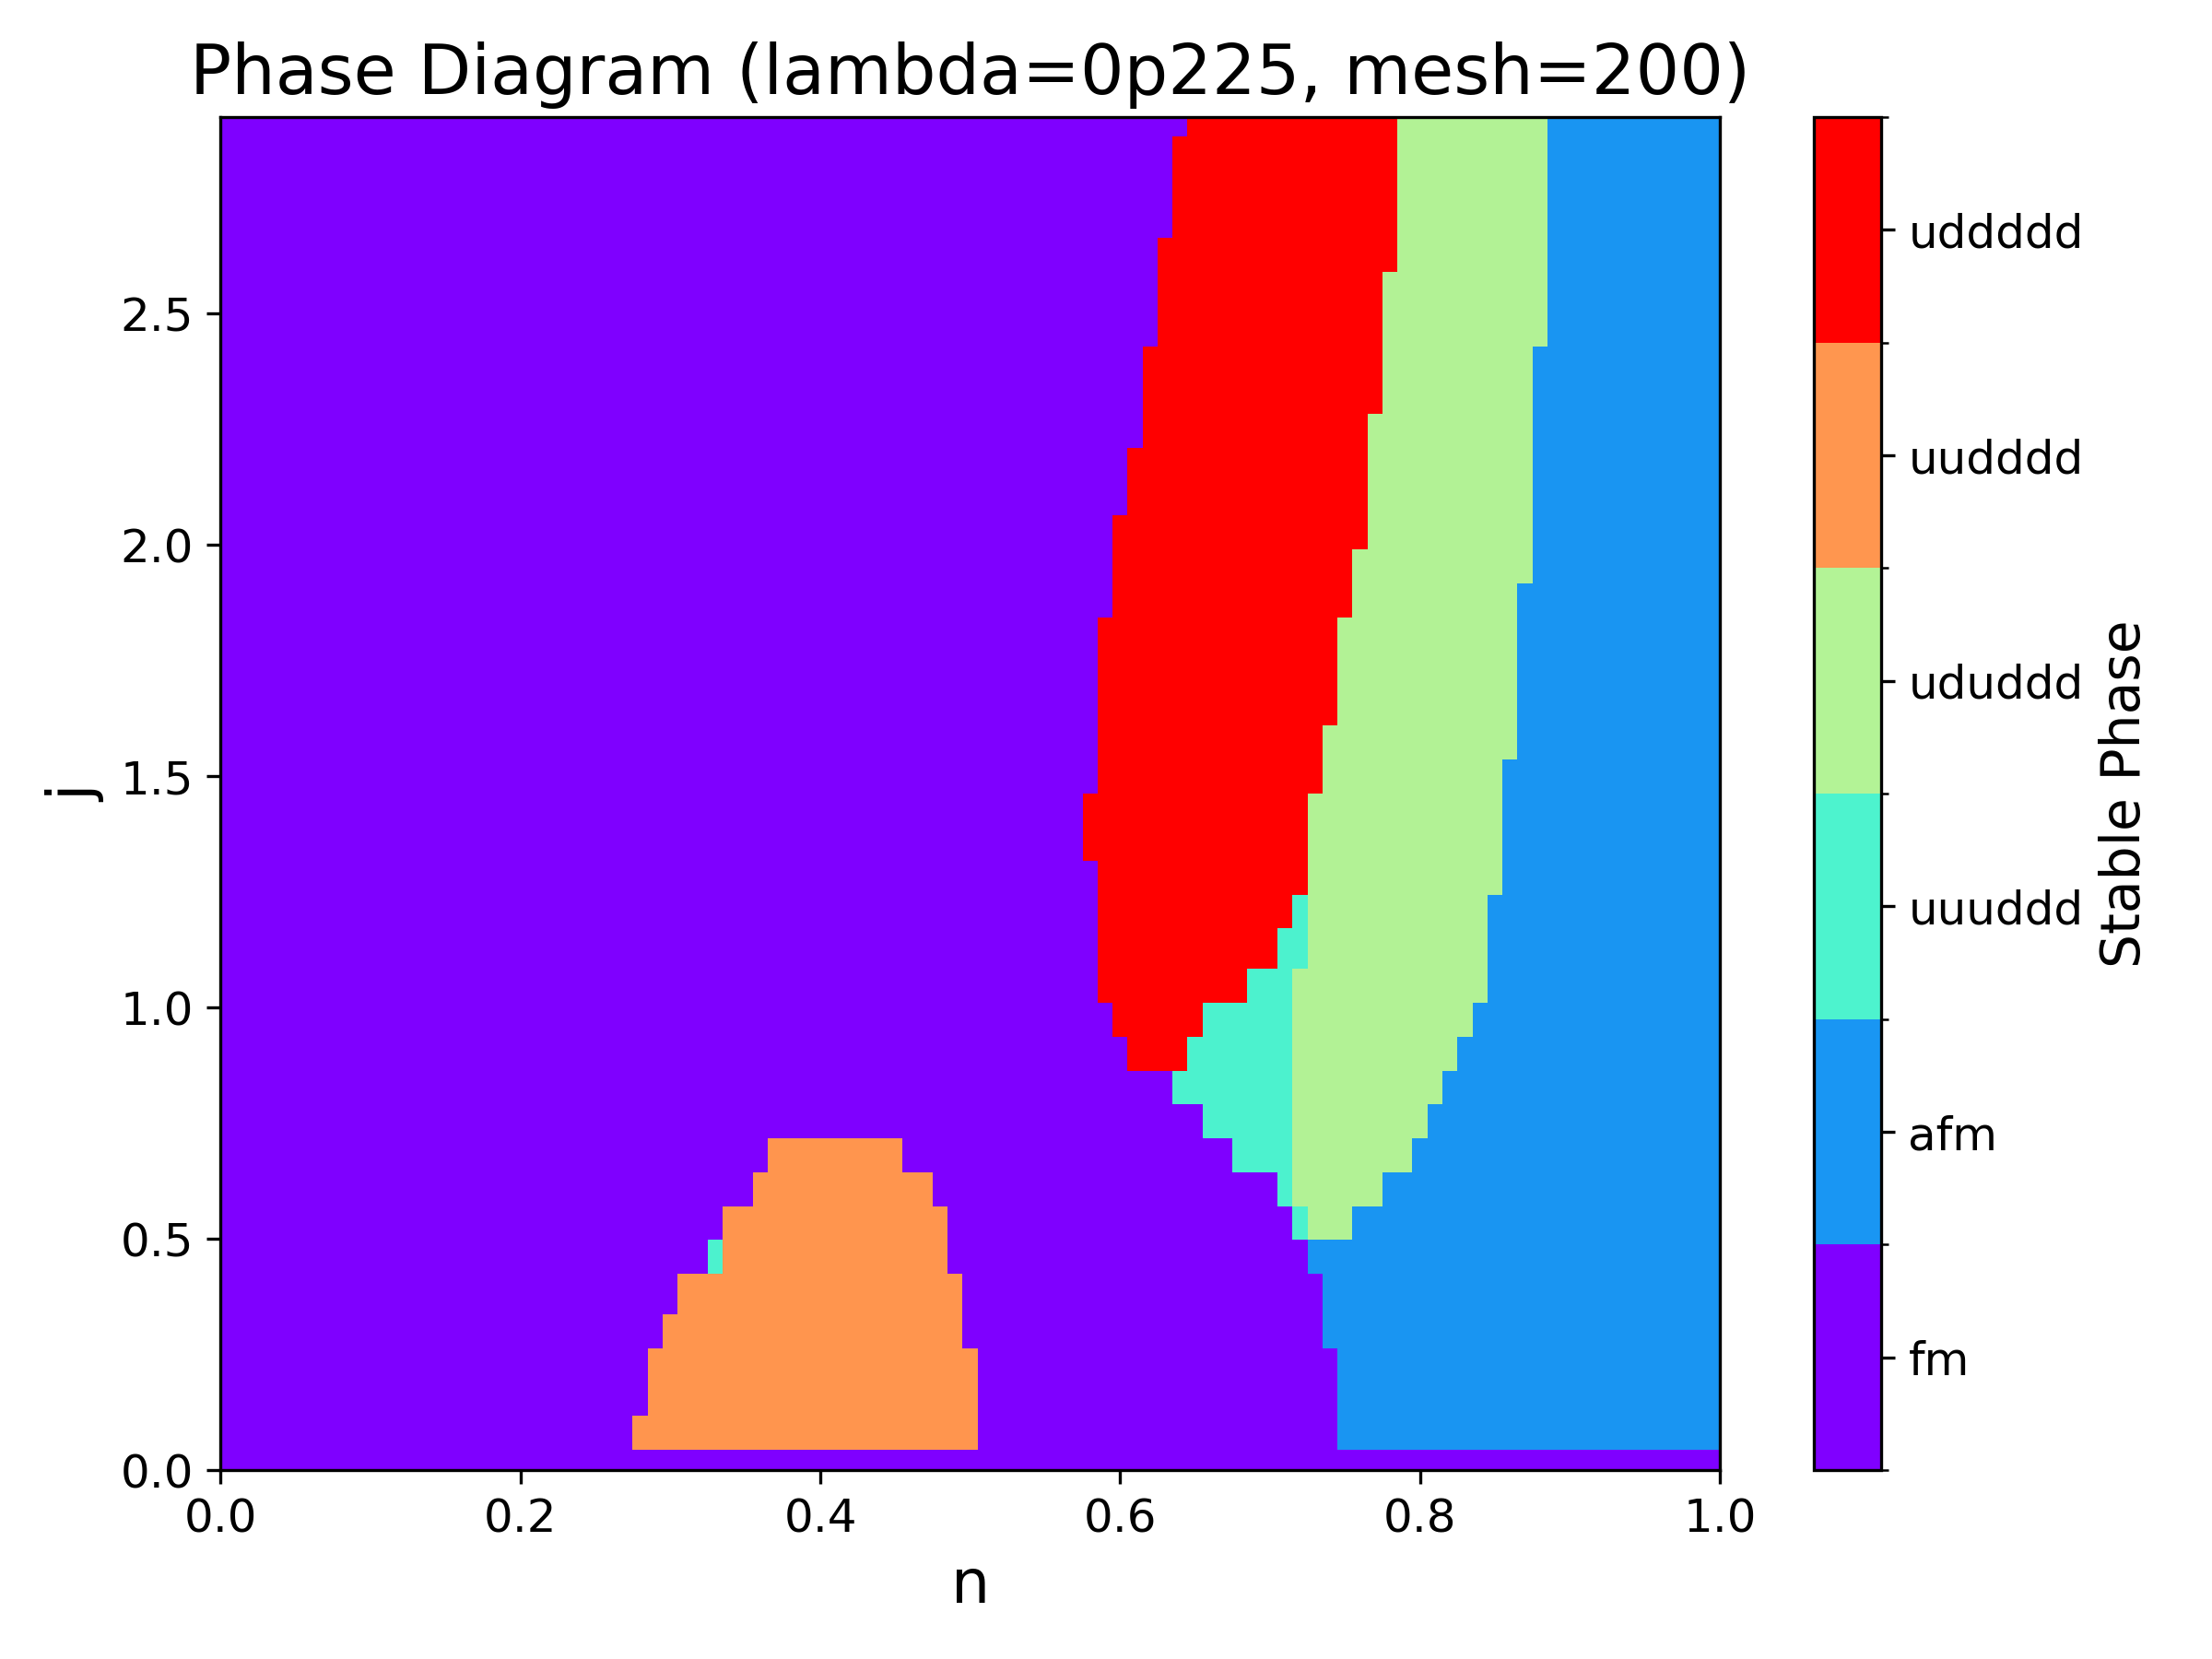 Phase Diagram (lambda=0p225, mesh=200)
j
2.5
2.0
1.5
1.0
0.5
0.0
0.0 0.2 0.4 0.6 0.8 1.0
n
uddddd
uudddd
ududdd
uuuddd
afm
fm
Stable Phase